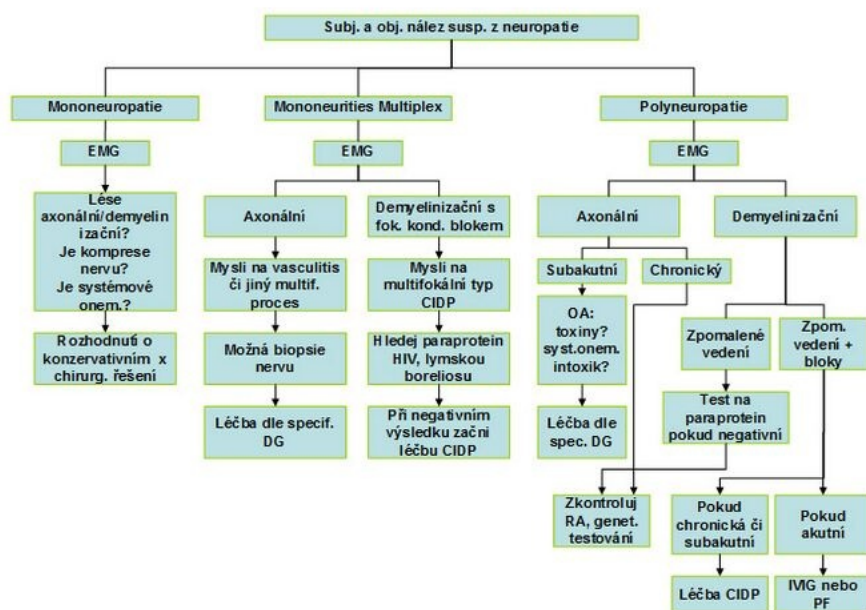 Subj. a obj. nález susp. z neuropatie
Mononeuropatie
Mononeurities Multiplex
Polyneuropatie
EMG
EMG
EMG
Lése
axonální/demyelin
izační?
Je komprese
nervu?
Je systémové
onem.?
Rozhodnutí o
konzervativním x
chirurg. řešení
Axonální
Mysli na vasculitis
či jiný multif.
proces
Možná biopsie
nervu
Léčba dle specif.
DG
Demyelinizační s
fok. kond. blokem
Mysli na
multifokální typ
CIDP
Hledej paraprotein
HIV, lymskou
boreliosu
Při negativním
výsledku začni
léčbu CIDP
Axonální
Demyelinizační
Subakutní
Chronický
OA:
toxiny?
syst.onem.
intoxik?
Léčba dle
spec. DG
Zpomalené
vedení
Zpom.
vedení +
bloky
Test na
paraprotein
pokud negativní
Zkontroluj
RA, genet.
testování
Pokud
chronická či
subakutní
Pokud
akutní
Léčba CIDP
IVIG nebo
PF